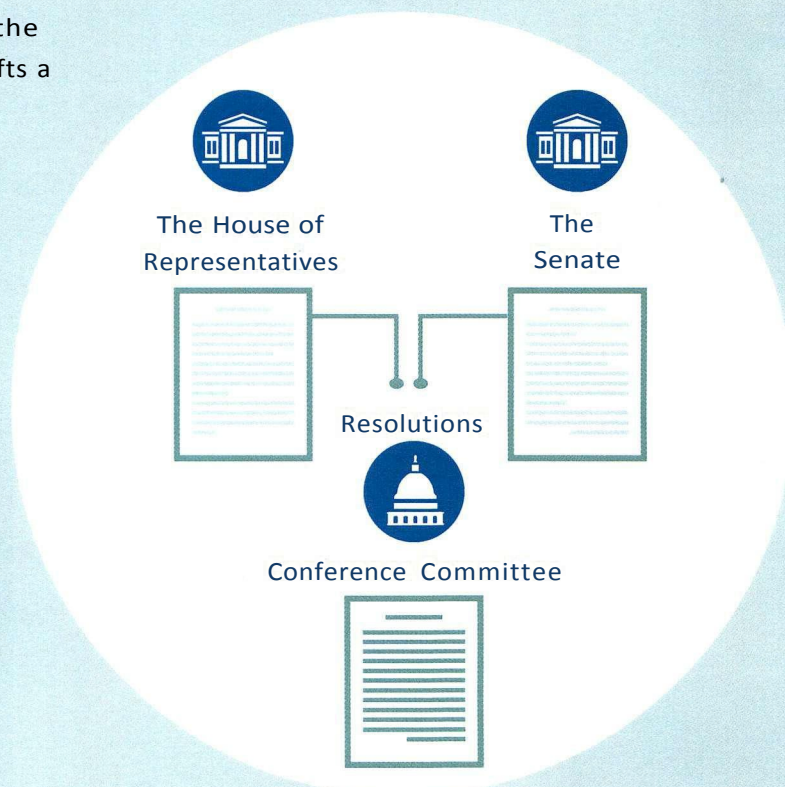 the
fts a
The House of
Representatives
The
Senate
Resolutions
Conference Committee